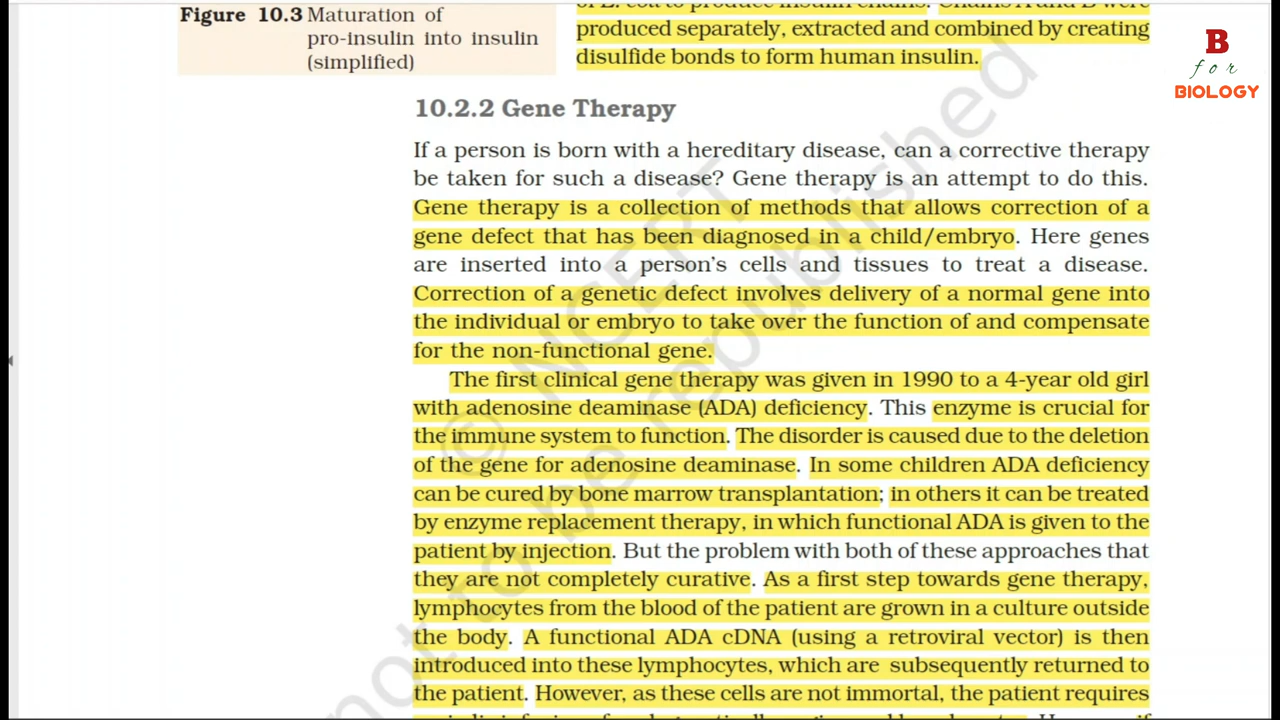 Figure 10.3 Maturation of
pro-insulin into insulin
(simplified)
produced separately, extracted and combined by creating
disulfide bonds to form human insulin.
B
for
BIOLOGY
10.2.2 Gene Therapy
If a person is born with a hereditary disease, can a corrective therapy
be taken for such a disease? Gene therapy is an attempt to do this.
Gene therapy is a collection of methods that allows correction of a
gene defect that has been diagnosed in a child/embryo. Here genes
are inserted into a person's cells and tissues to treat a disease.
Correction of a genetic defect involves delivery of a normal gene into
the individual or embryo to take over the function of and compensate
for the non-functional gene.
The first clinical gene therapy was given in 1990 to a 4-year old girl
with adenosine deaminase (ADA) deficiency. This enzyme is crucial for
the immune system to function. The disorder is caused due to the deletion
of the gene for adenosine deaminase. In some children ADA deficiency
can be cured by bone marrow transplantation; in others it can be treated
by enzyme replacement therapy, in which functional ADA is given to the
patient by injection. But the problem with both of these approaches that
they are not completely curative. As a first step towards gene therapy,
lymphocytes from the blood of the patient are grown in a culture outside
the body. A functional ADA cDNA (using a retroviral vector) is then
introduced into these lymphocytes, which are subsequently returned to
the patient. However, as these cells are not immortal, the patient requires
© NCERT
not to be republished